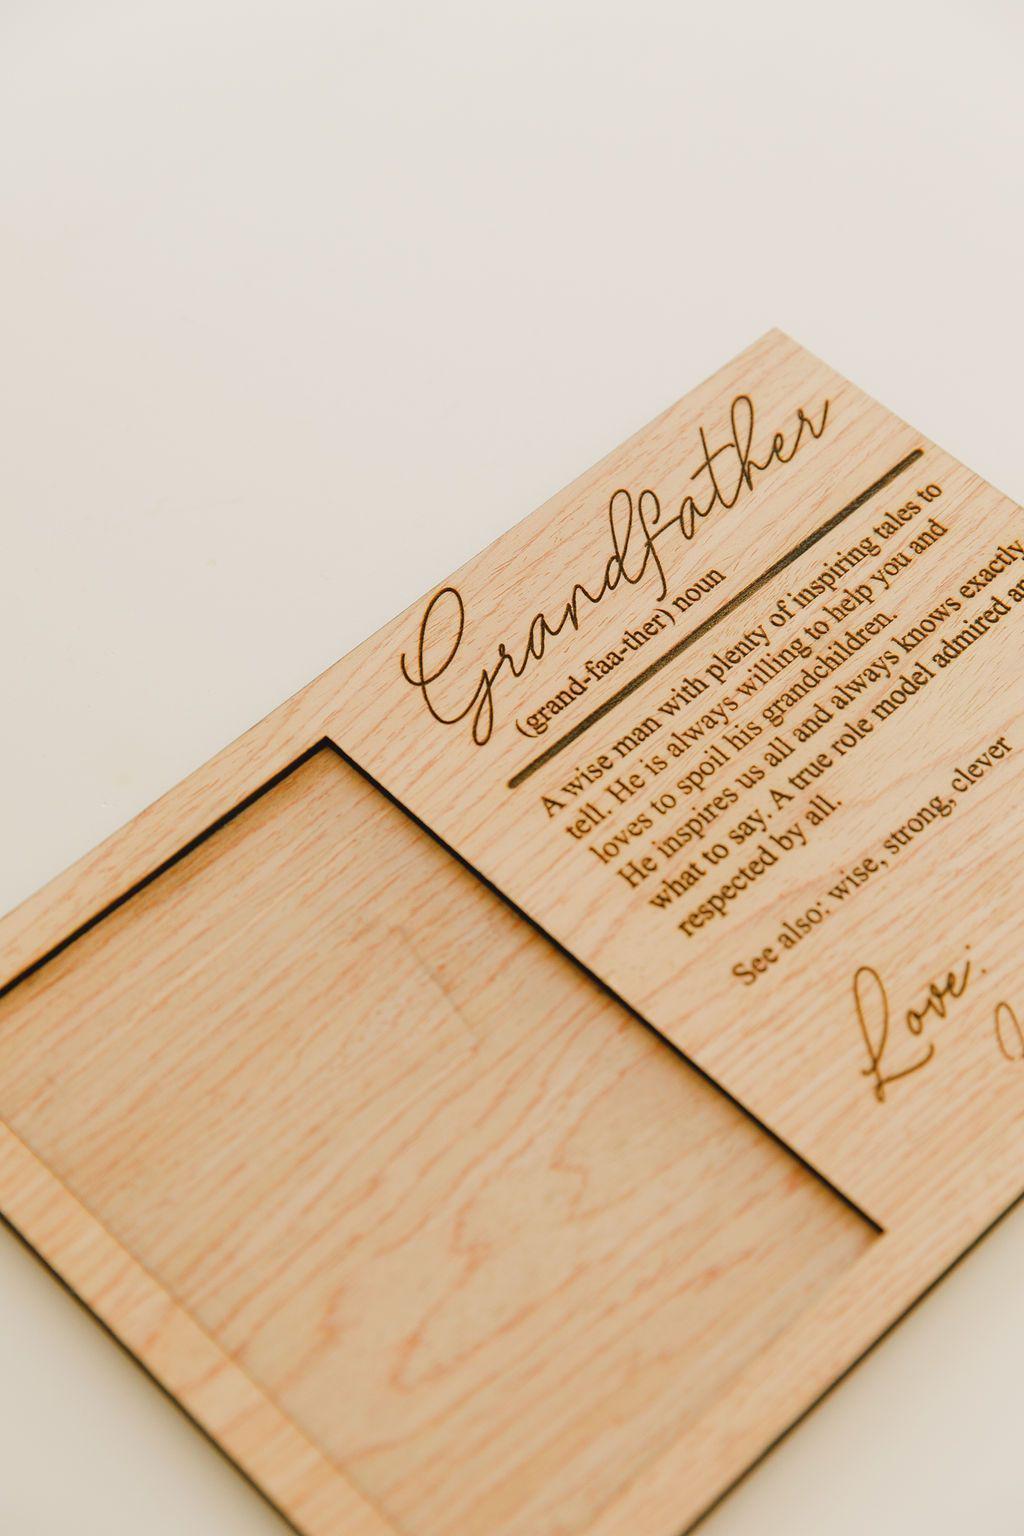 Grandfather
(grand-faa-ther) noun
A wise man with plenty of inspiring tales to
tell. He is always willing to help you and
loves to spoil his grandchildren.
He inspires us all and always knows exactly
what to say. A true role model admired
respected by all.
See also: wise, strong, clever
Love: